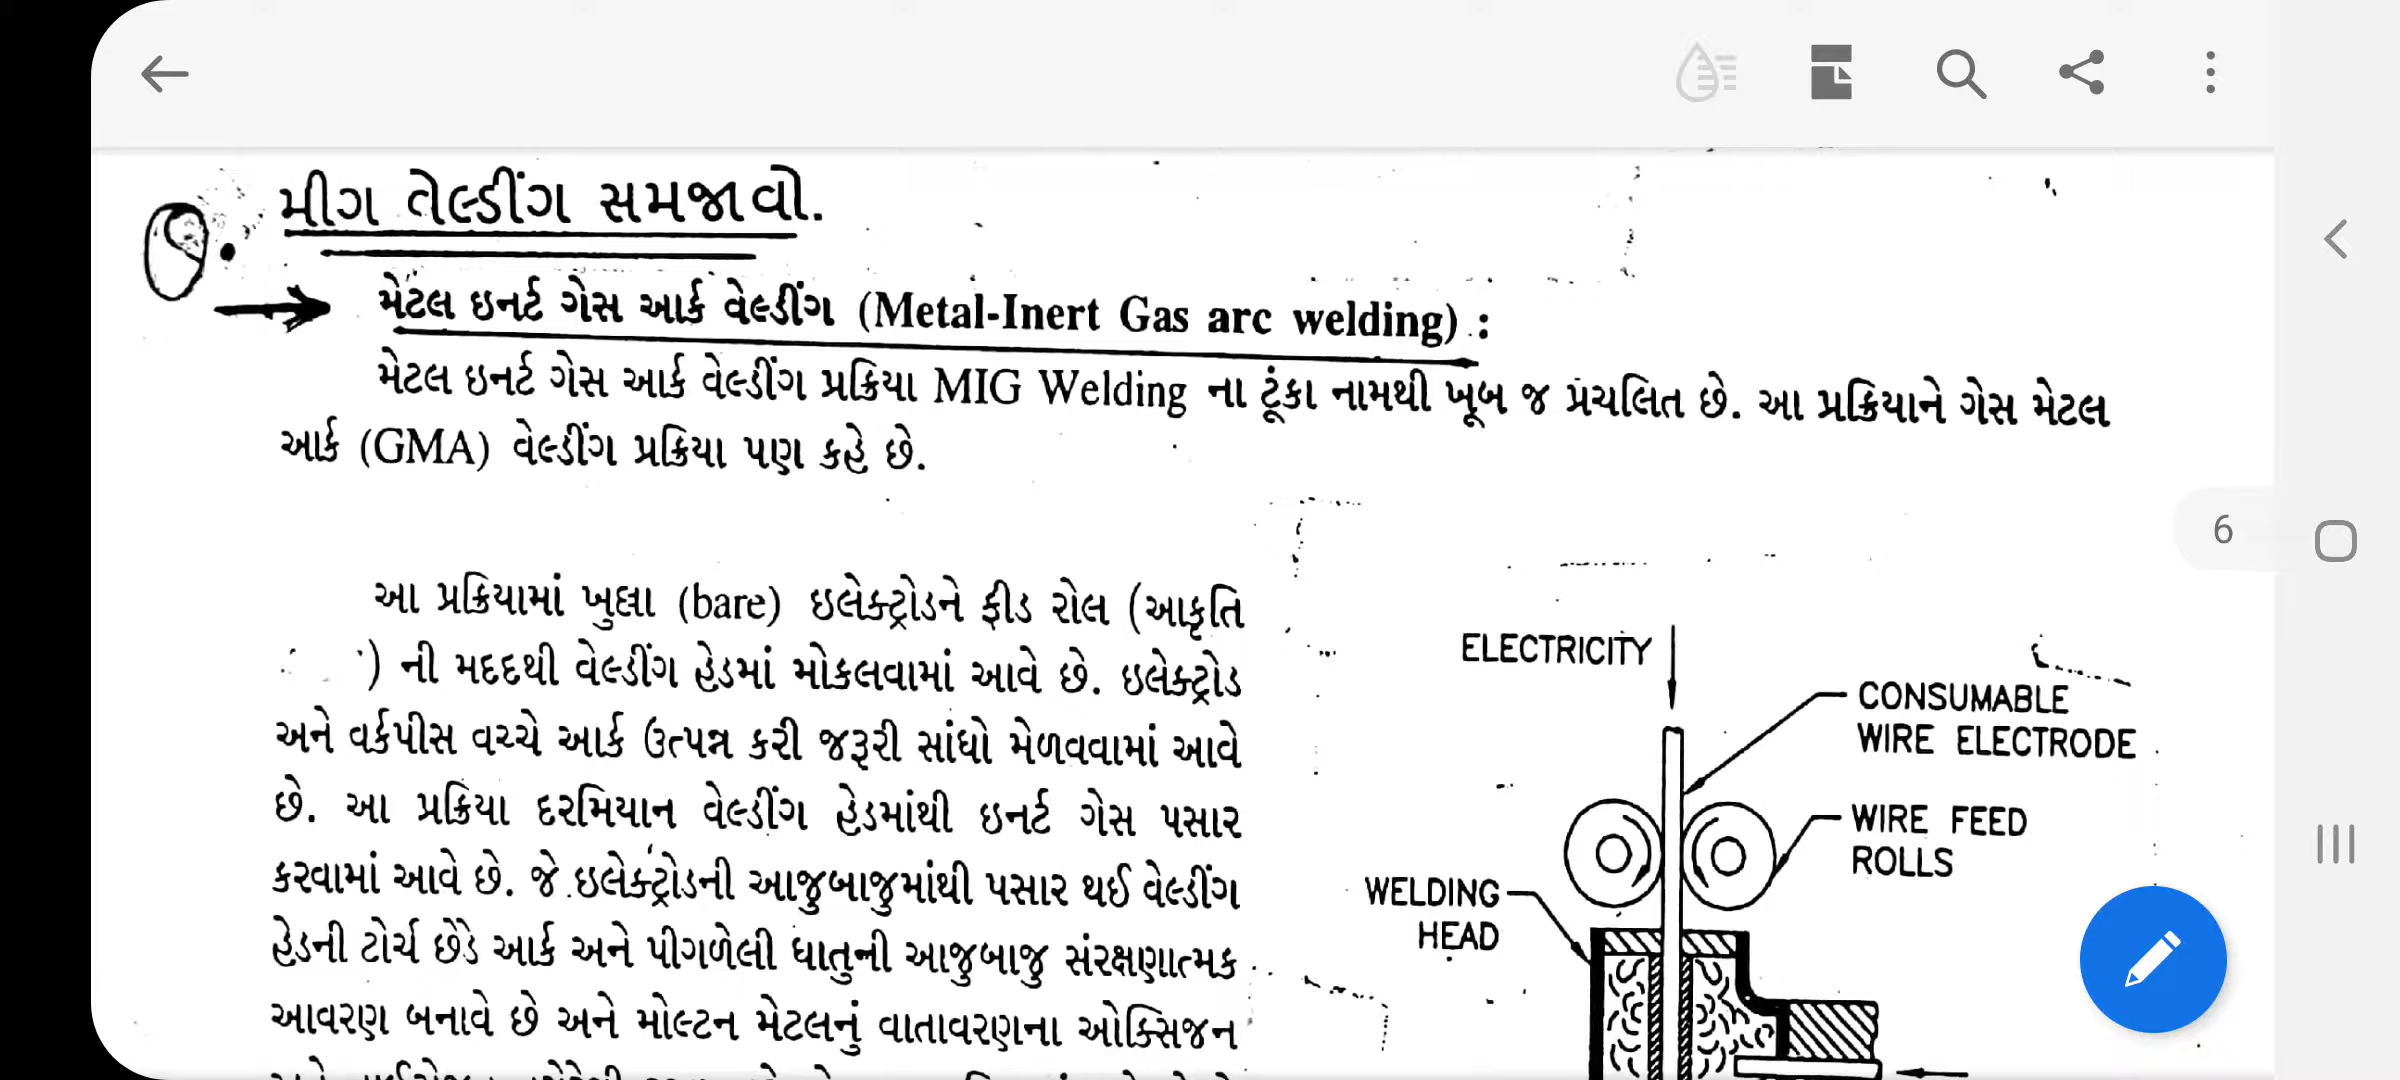 મીગ વેલ્ડીંગ સમજાવો.
મેટલ ઇનર્ટ ગેસ આર્ક વેલ્ડીંગ (Metal-Inert Gas arc welding) :
મેટલ ઇનર્ટ ગેસ આર્ક વેલ્ડીંગ પ્રક્રિયા MIG Welding ના ટૂંકા નામથી ખૂબ જ પ્રચલિત છે. આ પ્રક્રિયાને ગેસ મેટલ
આર્ક (GMA) વેલ્ડીંગ પ્રક્રિયા પણ કહે છે.
6
આ પ્રક્રિયામાં ખુલ્લા (bare) ઇલેક્ટ્રોડને ફીડ રોલ (આકૃતિ
) ની મદદથી વેલ્ડીંગ હેડમાં મોકલવામાં આવે છે. ઇલેક્ટ્રોડ
અને વર્કપીસ વચ્ચે આર્ક ઉત્પન્ન કરી જરૂરી સાંધો મેળવવામાં આવે
છે. આ પ્રક્રિયા દરમિયાન વેલ્ડીંગ હેડમાંથી ઇનર્ટ ગેસ પસાર
કરવામાં આવે છે. જે ઇલેક્ટ્રોડની આજુબાજુમાંથી પસાર થઈ વેલ્ડીંગ
હેડની ટોર્ચ છેડે આર્ક અને પીગળેલી ધાતુની આજુબાજુ સંરક્ષણાત્મક
આવરણ બનાવે છે અને મોલ્ટન મેટલનું વાતાવરણના ઓક્સિજન
ELECTRICITY
CONSUMABLE
WIRE ELECTRODE
WIRE FEED
ROLLS
WELDING
HEAD